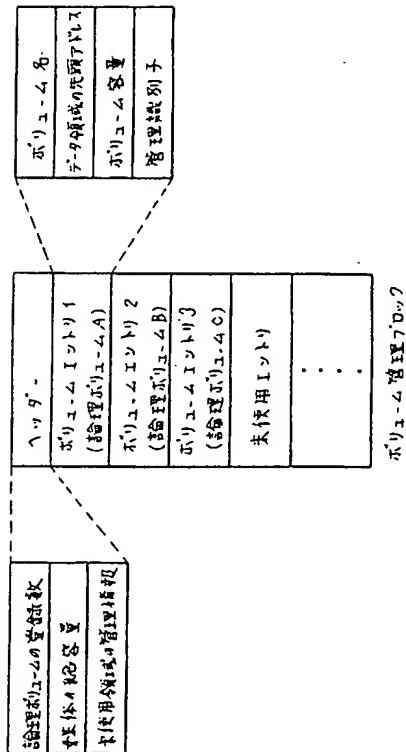 論理ボリュームの登録数
媒体の総容量
未使用領域の管理情報
ヘッダー
ボリュームエントリ1
(論理ボリュームA)
ボリュームエントリ2
(論理ボリュームB)
ボリュームエントリ3
(論理ボリュームC)
未使用エントリ
・・・・
ボリューム管理ブロック
ボリューム名
データ領域の先頭アドレス
ボリューム容量
管理識別子